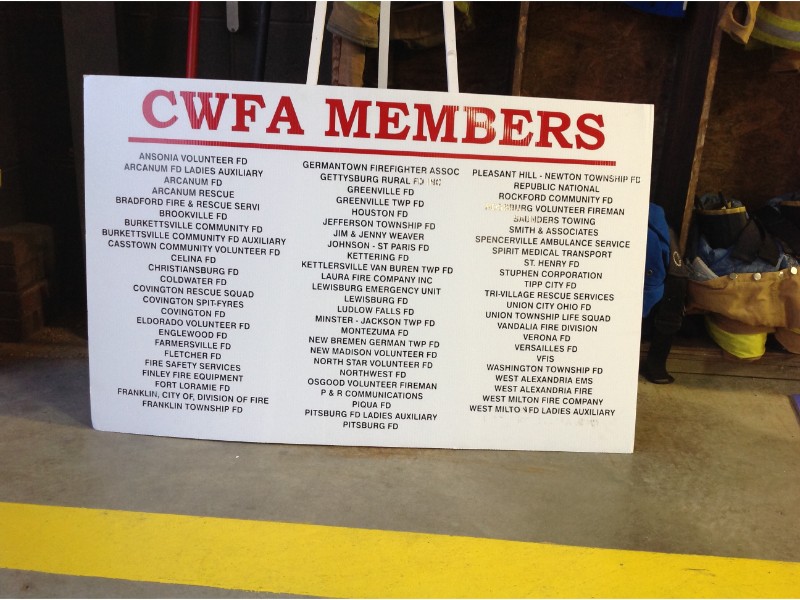 CWFA MEMBERS
ANSONIA VOLUNTEER FD
ARCANUM FD LADIES AUXILIARY
ARCANUM FD
ARCANUM RESCUE
BRADFORD FIRE & RESCUE SERVI
BROOKVILLE FD
BURKETTSVILLE COMMUNITY FD
BURKETTSVILLE COMMUNITY FD AUXILIARY
CASSTOWN COMMUNITY VOLUNTEER FD
CELINA FD
CHRISTIANSBURG FD
COLDWATER FD
COVINGTON RESCUE SQUAD
COVINGTON SPIT-FYRES
COVINGTON FD
ELDORADO VOLUNTEER FD
ENGLEWOOD FD
FARMERSVILLE FD
FLETCHER FD
FIRE SAFETY SERVICES
FINLEY FIRE EQUIPMENT
FORT LORAMIE FD
FRANKLIN, CITY OF, DIVISION OF FIRE
FRANKLIN TOWNSHIP FD
GERMANTOWN FIREFIGHTER ASSOC
GETTYSBURG RURAL FD INC
GREENVILLE FD
GREENVILLE TWP FD
HOUSTON FD
JEFFERSON TOWNSHIP FD
JIM & JENNY WEAVER
JOHNSON - ST PARIS FD
KETTERING FD
KETTLERSVILLE VAN BUREN TWP FD
LAURA FIRE COMPANY INC
LEWISBURG EMERGENCY UNIT
LEWISBURG FD
LUDLOW FALLS FD
MINSTER - JACKSON TWP FD
MONTEZUMA FD
NEW BREMEN GERMAN TWP FD
NEW MADISON VOLUNTEER FD
NORTH STAR VOLUNTEER FD
NORTHWEST FD
OSGOOD VOLUNTEER FIREMAN
P & R COMMUNICATIONS
PIQUA FD
PITSBURG FD LADIES AUXILIARY
PITSBURG FD
PLEASANT HILL - NEWTON TOWNSHIP FD
REPUBLIC NATIONAL
ROCKFORD COMMUNITY FD
VOLUNTEER FIREMAN
SAUNDERS TOWING
SMITH & ASSOCIATES
SPENCERVILLE AMBULANCE SERVICE
SPIRIT MEDICAL TRANSPORT
ST. HENRY FD
STUPHEN CORPORATION
TIPP CITY FD
TRI-VILLAGE RESCUE SERVICES
UNION CITY OHIO FD
UNION TOWNSHIP LIFE SQUAD
VANDALIA FIRE DIVISION
VERONA FD
VERSAILLES FD
VFIS
WASHINGTON TOWNSHIP FD
WEST ALEXANDRIA EMS
WEST ALEXANDRIA FIRE
WEST MILTON FIRE COMPANY
WEST MILTON FD LADIES AUXILIARY